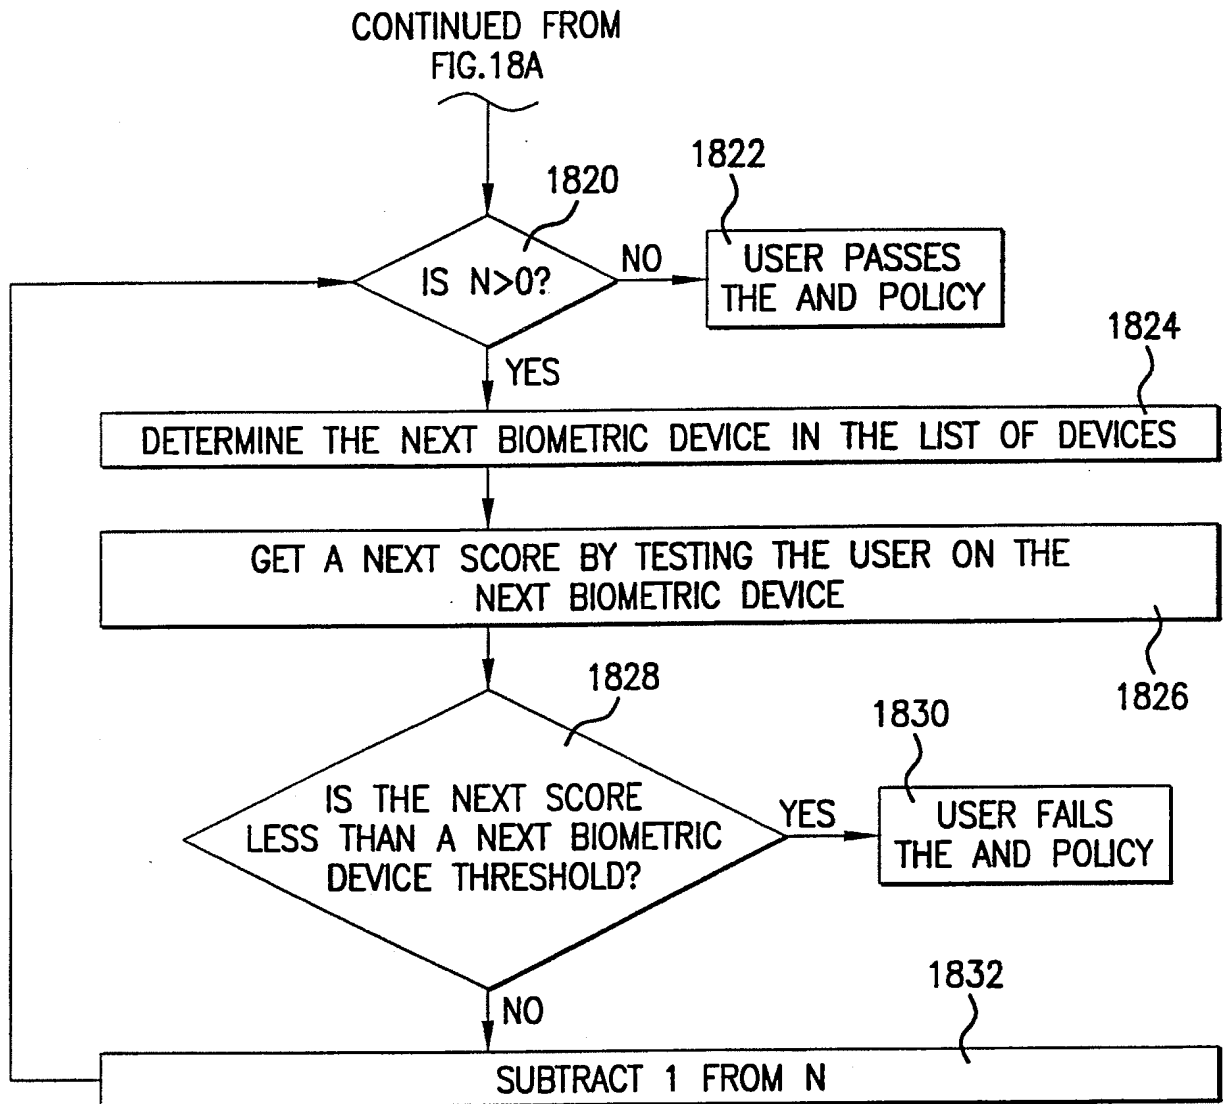 CONTINUED FROM
FIG.18A
1820
IS N>0?
NO
1822
USER PASSES
THE AND POLICY
YES
1824
DETERMINE THE NEXT BIOMETRIC DEVICE IN THE LIST OF DEVICES
GET A NEXT SCORE BY TESTING THE USER ON THE
NEXT BIOMETRIC DEVICE
1826
1828
IS THE NEXT SCORE
LESS THAN A NEXT BIOMETRIC
DEVICE THRESHOLD?
YES
1830
USER FAILS
THE AND POLICY
NO
1832
SUBTRACT 1 FROM N